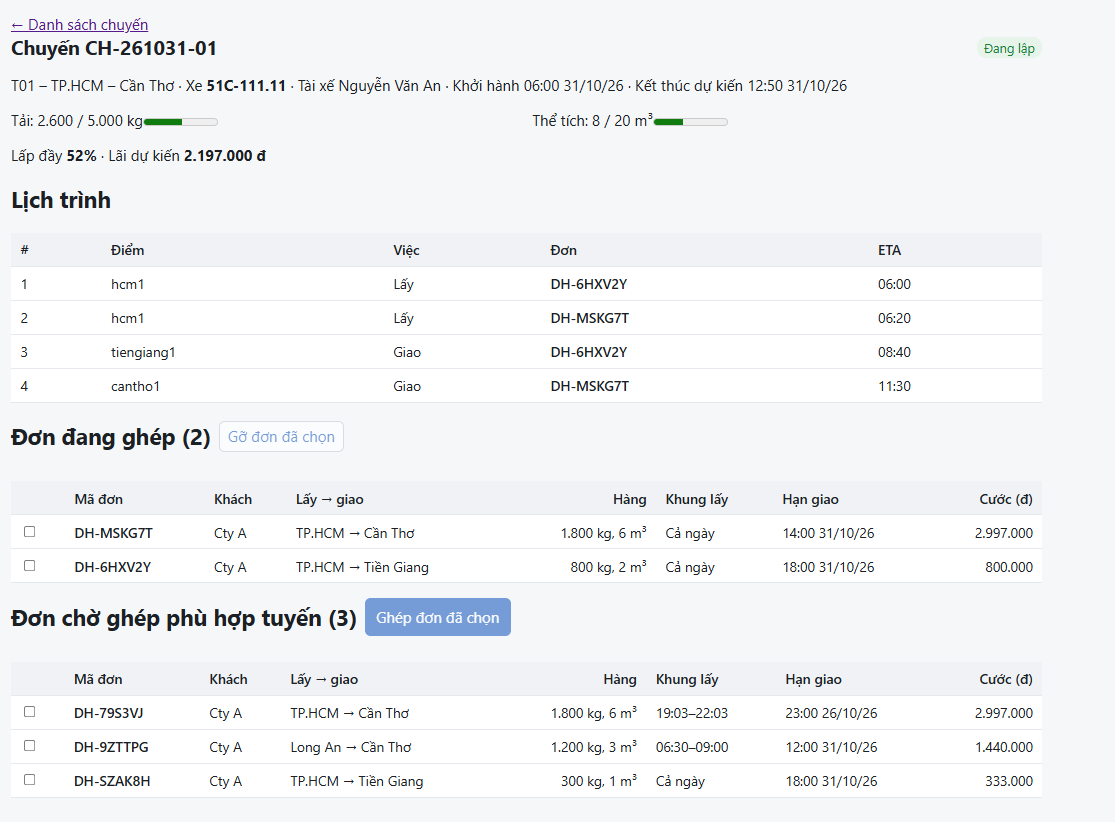 ← Danh sách chuyến
Chuyến CH-261031-01
Đang lập
T01 – TP.HCM – Cần Thơ · Xe 51C-111.11 · Tài xế Nguyễn Văn An · Khởi hành 06:00 31/10/26 · Kết thúc dự kiến 12:50 31/10/26
Tải: 2.600 / 5.000 kg
Thể tích: 8 / 20 m³
Lấp đầy 52% · Lãi dự kiến 2.197.000 đ
Lịch trình
# Điểm Việc Đơn ETA
1 hcm1 Lấy DH-6HXV2Y 06:00
2 hcm1 Lấy DH-MSKG7T 06:20
3 tiengiang1 Giao DH-6HXV2Y 08:40
4 cantho1 Giao DH-MSKG7T 11:30
Đơn đang ghép (2) Gỡ đơn đã chọn
Mã đơn Khách Lấy → giao Hàng Khung lấy Hạn giao Cước (đ)
DH-MSKG7T Cty A TP.HCM → Cần Thơ 1.800 kg, 6 m³ Cả ngày 14:00 31/10/26 2.997.000
DH-6HXV2Y Cty A TP.HCM → Tiền Giang 800 kg, 2 m³ Cả ngày 18:00 31/10/26 800.000
Đơn chờ ghép phù hợp tuyến (3) Ghép đơn đã chọn
Mã đơn Khách Lấy → giao Hàng Khung lấy Hạn giao Cước (đ)
DH-79S3VJ Cty A TP.HCM → Cần Thơ 1.800 kg, 6 m³ 19:03–22:03 23:00 26/10/26 2.997.000
DH-9ZTTPG Cty A Long An → Cần Thơ 1.200 kg, 3 m³ 06:30–09:00 12:00 31/10/26 1.440.000
DH-SZAK8H Cty A TP.HCM → Tiền Giang 300 kg, 1 m³ Cả ngày 18:00 31/10/26 333.000